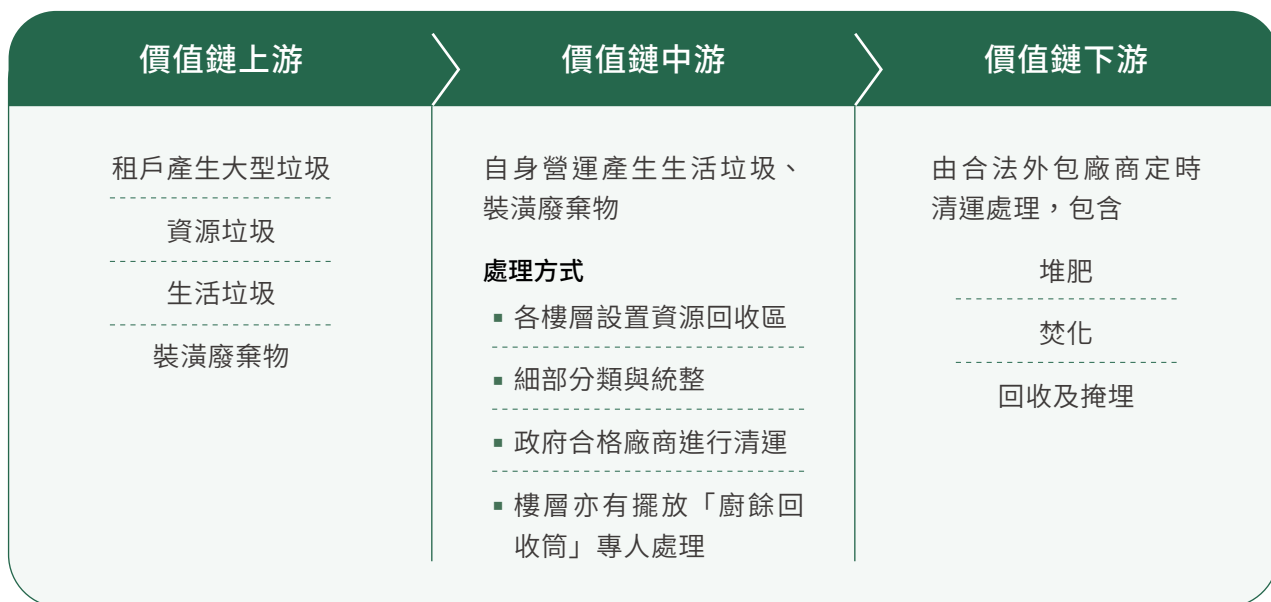 價值鏈上游
租戶產生大型垃圾
資源垃圾
生活垃圾
裝潢廢棄物
價值鏈中游
自身營運產生生活垃圾、
裝潢廢棄物
處理方式
▪ 各樓層設置資源回收區
▪ 細部分類與統整
▪ 政府合格廠商進行清運
▪ 樓層亦有擺放「廚餘回
收筒」專人處理
價值鏈下游
由合法外包廠商定時
清運處理，包含
堆肥
焚化
回收及掩埋